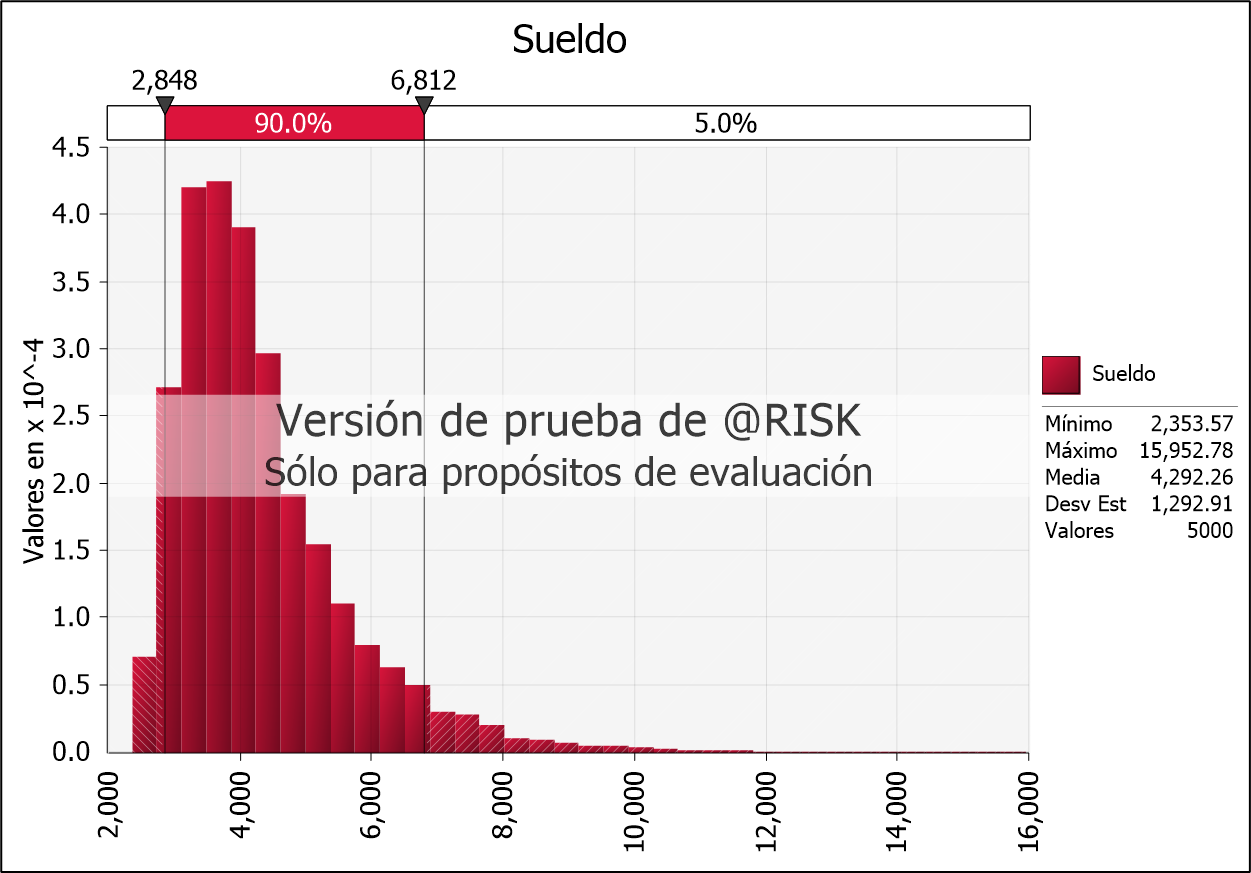 Sueldo
2,848 6,812
90.0% 5.0%
4.5
4.0
3.5
3.0
2.5
2.0
1.5
1.0
0.5
0.0
Valores en x 10^-4
Versión de prueba de @RISK
Sólo para propósitos de evaluación
2,000 4,000 6,000 8,000 10,000 12,000 14,000 16,000
Sueldo
Mínimo 2,353.57
Máximo 15,952.78
Media 4,292.26
Desv Est 1,292.91
Valores 5000